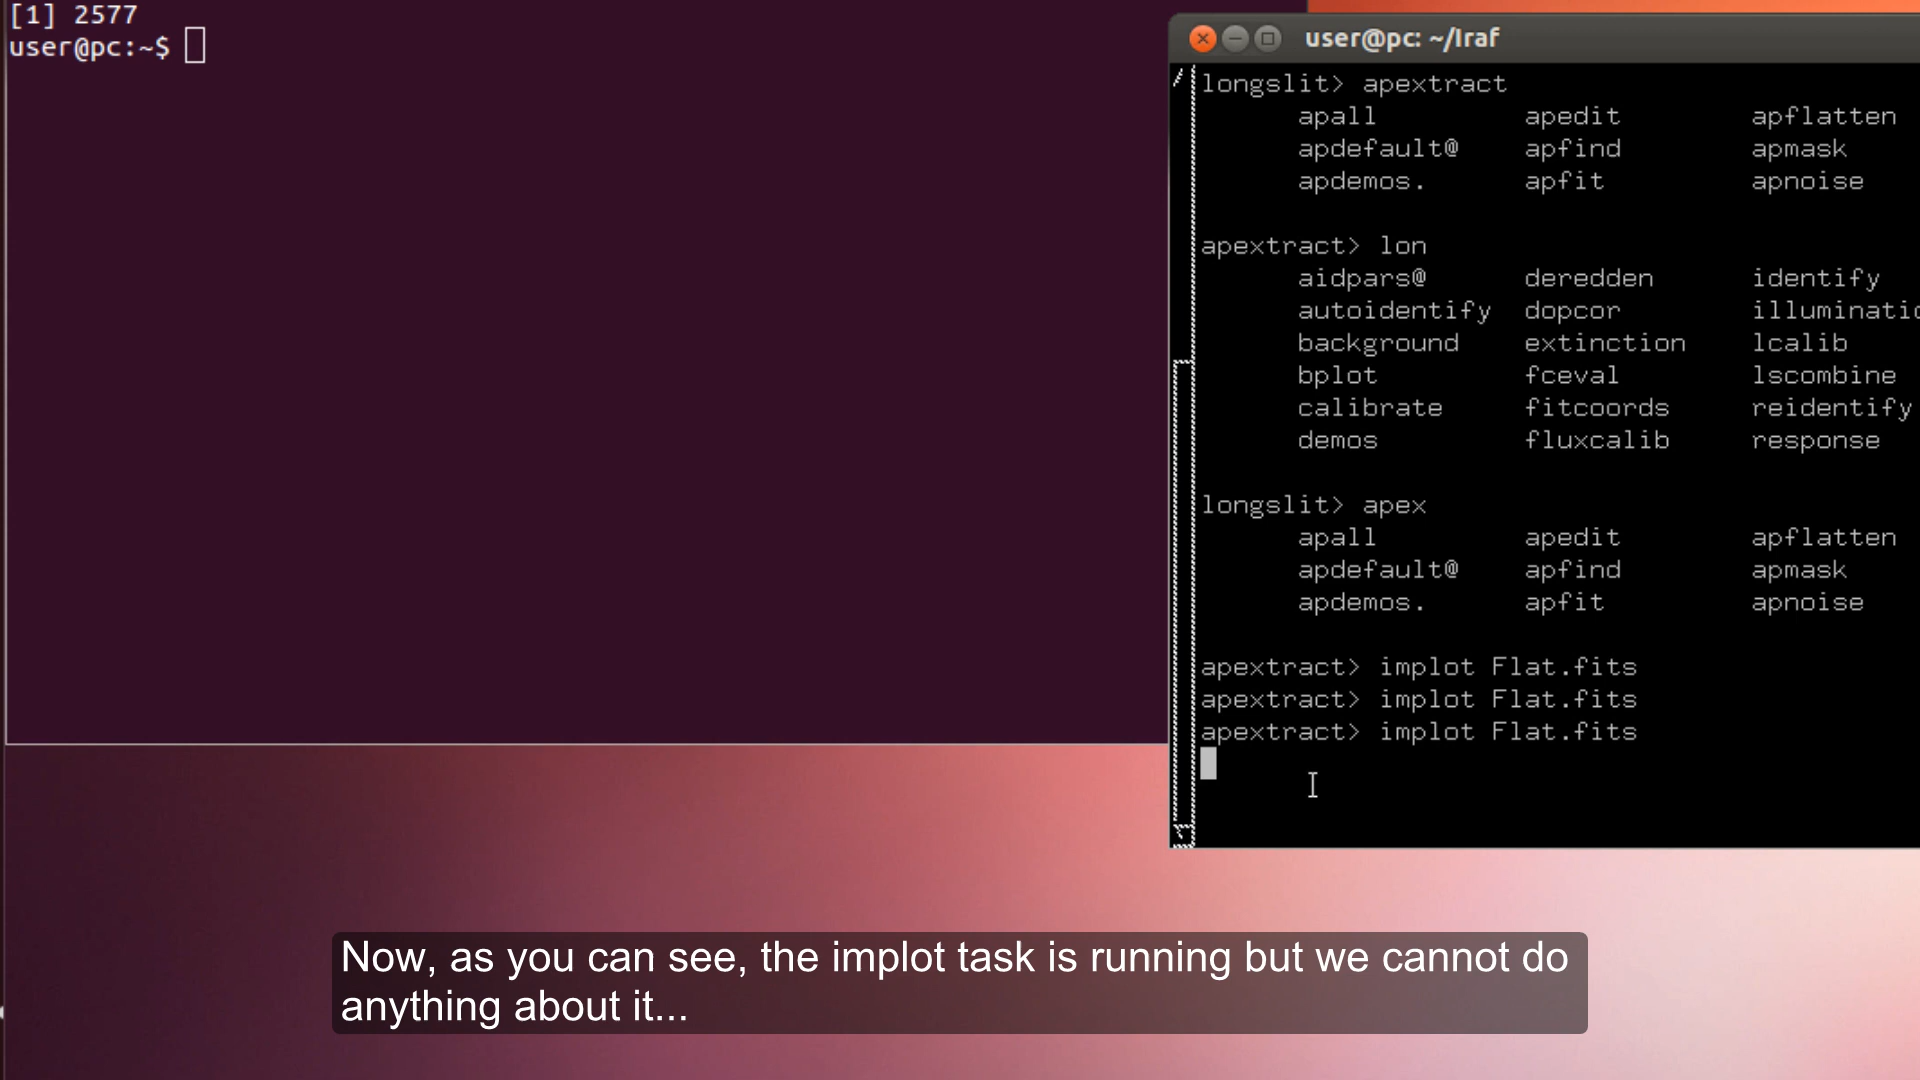 [1] 2577
user@pc:~$
user@pc: ~/Iraf
longslit> apextract
apall apedit apflatten
apdefault@ apfind apmask
apdemos. apfit apnoise
apextract> lon
aidpars@ deredden identify
autoidentify dopcor illuminatio
background extinction lcalib
bplot fceval lscombine
calibrate fitcoords reidentify
demos fluxcalib response
longslit> apex
apall apedit apflatten
apdefault@ apfind apmask
apdemos. apfit apnoise
apextract> implot Flat.fits
apextract> implot Flat.fits
apextract> implot Flat.fits
Now, as you can see, the implot task is running but we cannot do
anything about it...